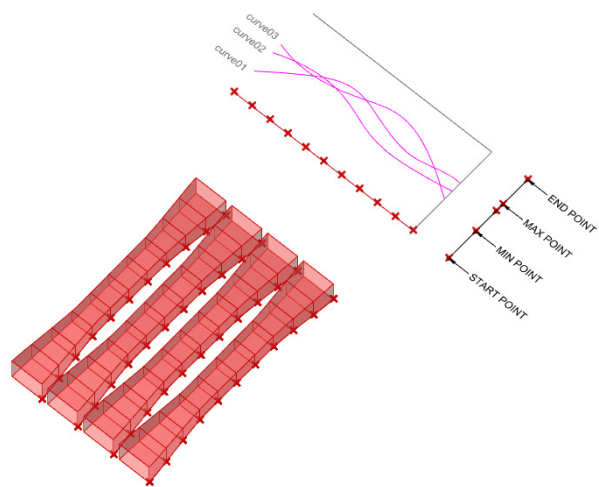 curve03
curve02
curve01
END POINT
MAX POINT
MIN POINT
START POINT